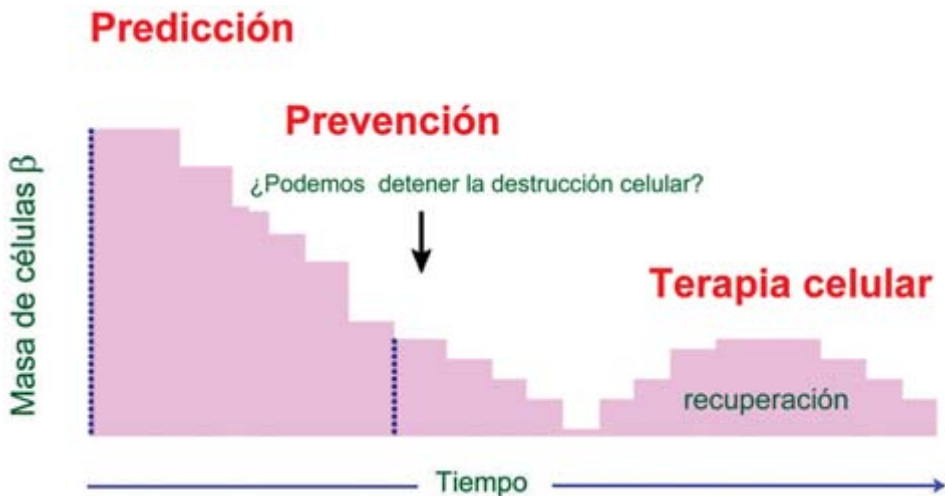 Predicción
Prevención
¿Podemos detener la destrucción celular?
Terapia celular
Masa de células β
recuperación
Tiempo